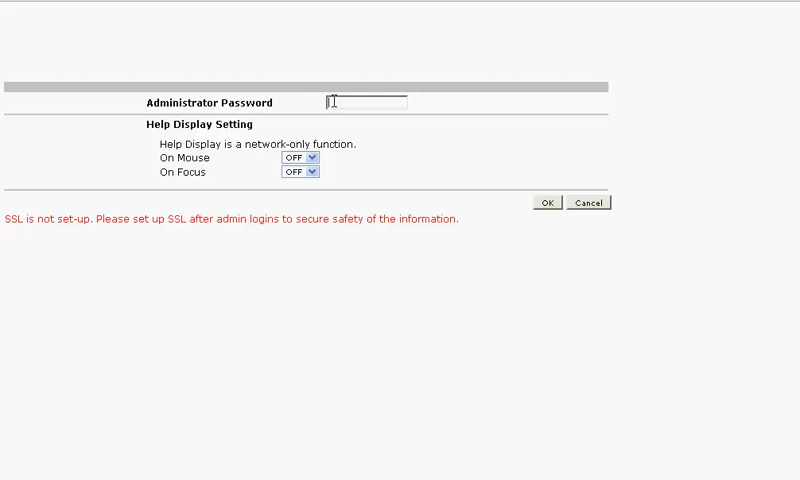 Administrator Password
Help Display Setting
Help Display is a network-only function.
On Mouse OFF
On Focus OFF
OK Cancel
SSL is not set-up. Please set up SSL after admin logins to secure safety of the information.